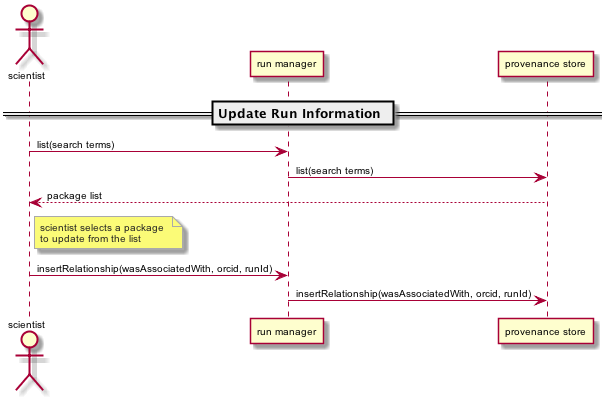 scientist
run manager
provenance store
Update Run Information
list(search terms)
list(search terms)
package list
scientist selects a package
to update from the list
insertRelationship(wasAssociatedWith, orcid, runId)
insertRelationship(wasAssociatedWith, orcid, runId)
scientist
run manager
provenance store